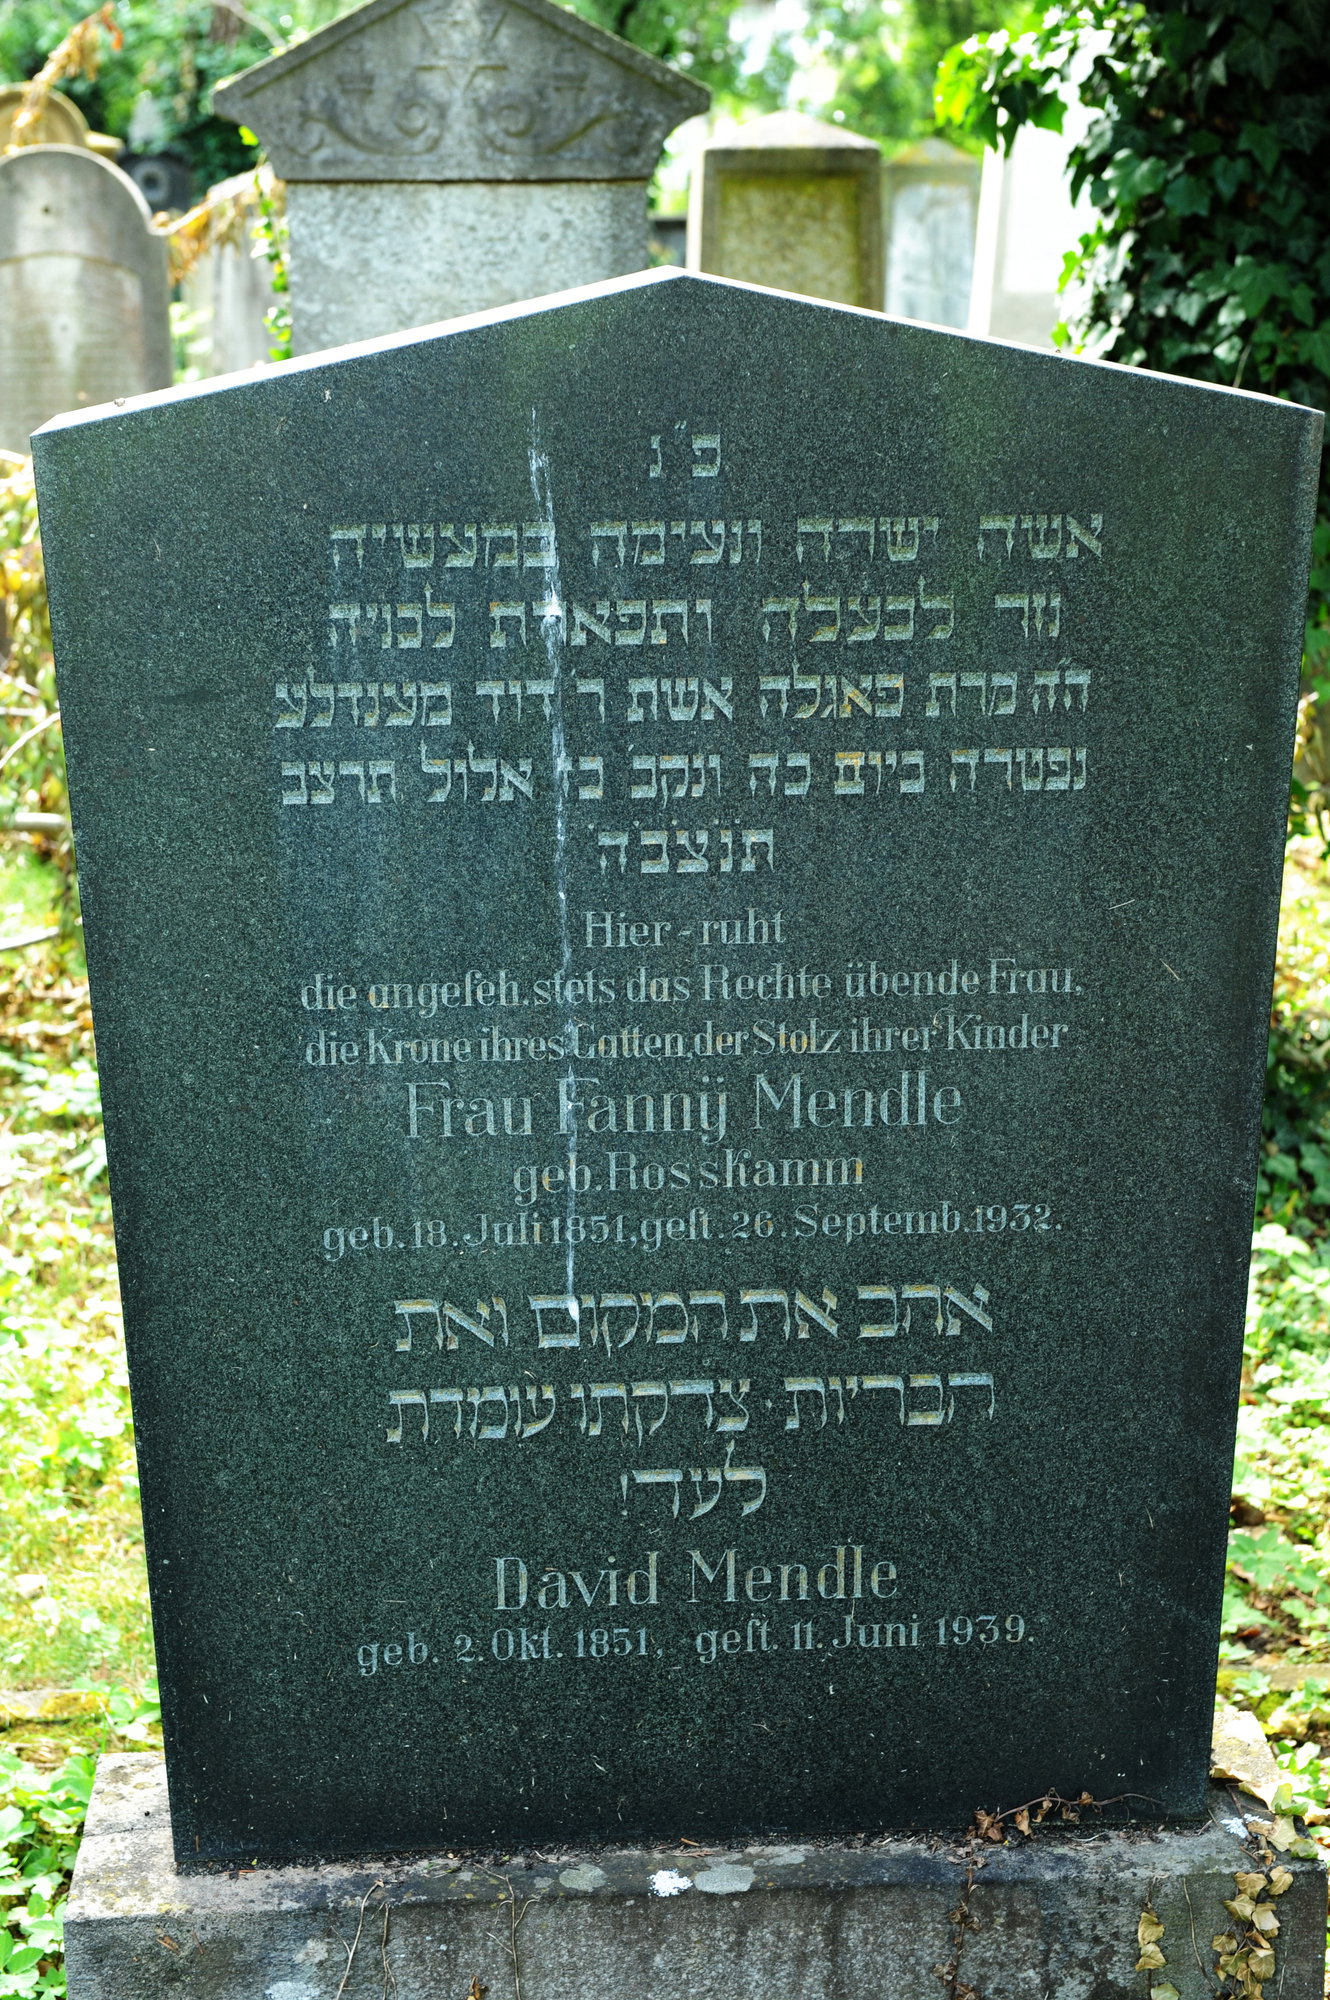 פ״נ
אשה ישרה ונעימה במעשיה
נזר לבעלה ותפארת לבניה
ה׳ה מרת פאגלה אשת ר׳ דוד מענדלע
נפטרה ביום כה ונקב׳ כז אלול תרצב
תנצבה
Hier-ruht
die angeseh. stets das Rechte übende Frau,
die Krone ihres Gatten, der Stolz ihrer Kinder
Frau Fannÿ Mendle
geb. Rosskamm
geb. 18. Juli 1851, geſt. 26. Septemb. 1932.
אהב את המקום ואת
הבריות · צדקתו עומדת
לעד!
David Mendle
geb. 2. Okt. 1851, geſt. 11. Juni 1939.